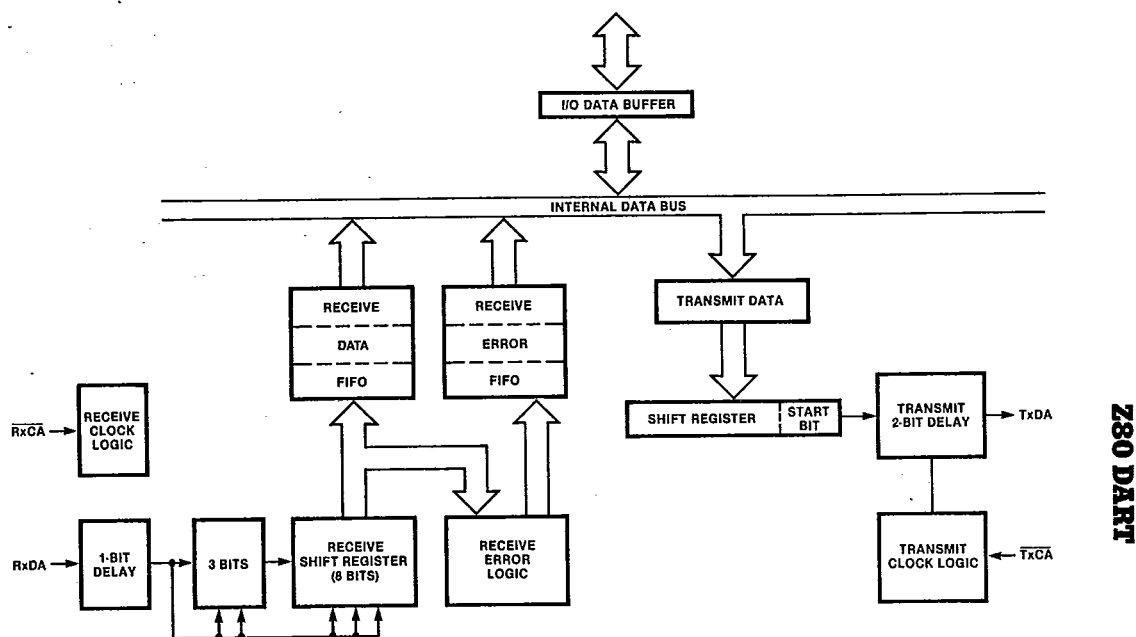 I/O DATA BUFFER
INTERNAL DATA BUS
RECEIVE
DATA
FIFO
RECEIVE
ERROR
FIFO
TRANSMIT DATA
RxCA
RECEIVE
CLOCK
LOGIC
SHIFT REGISTER
START
BIT
TRANSMIT
2-BIT DELAY
TxDA
RxDA
1-BIT
DELAY
3 BITS
RECEIVE
SHIFT REGISTER
(8 BITS)
RECEIVE
ERROR
LOGIC
TRANSMIT
CLOCK LOGIC
TxCA
Z80 DART